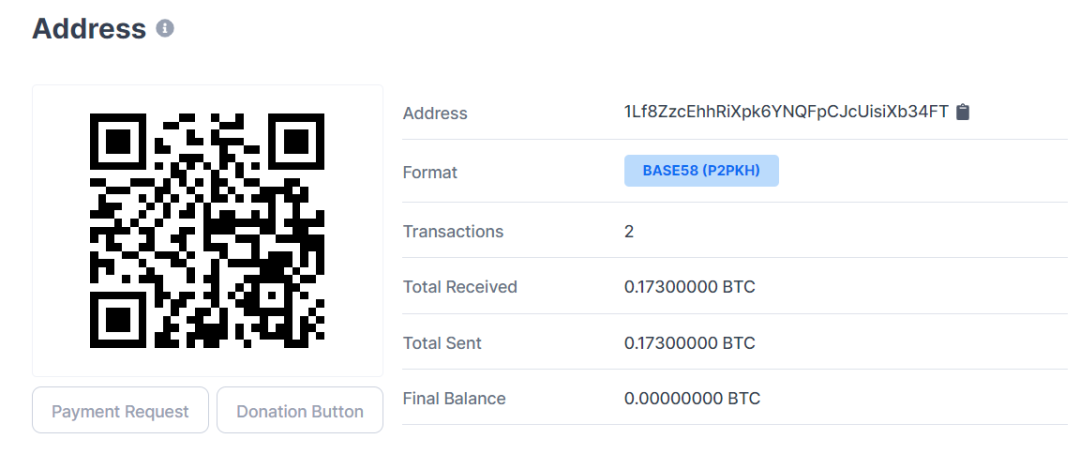 Address
Address 1Lf8ZzcEhhRiXpk6YNQFpCJcUisiXb34FT
Format BASE58 (P2PKH)
Transactions 2
Total Received 0.17300000 BTC
Total Sent 0.17300000 BTC
Final Balance 0.00000000 BTC
Payment Request Donation Button